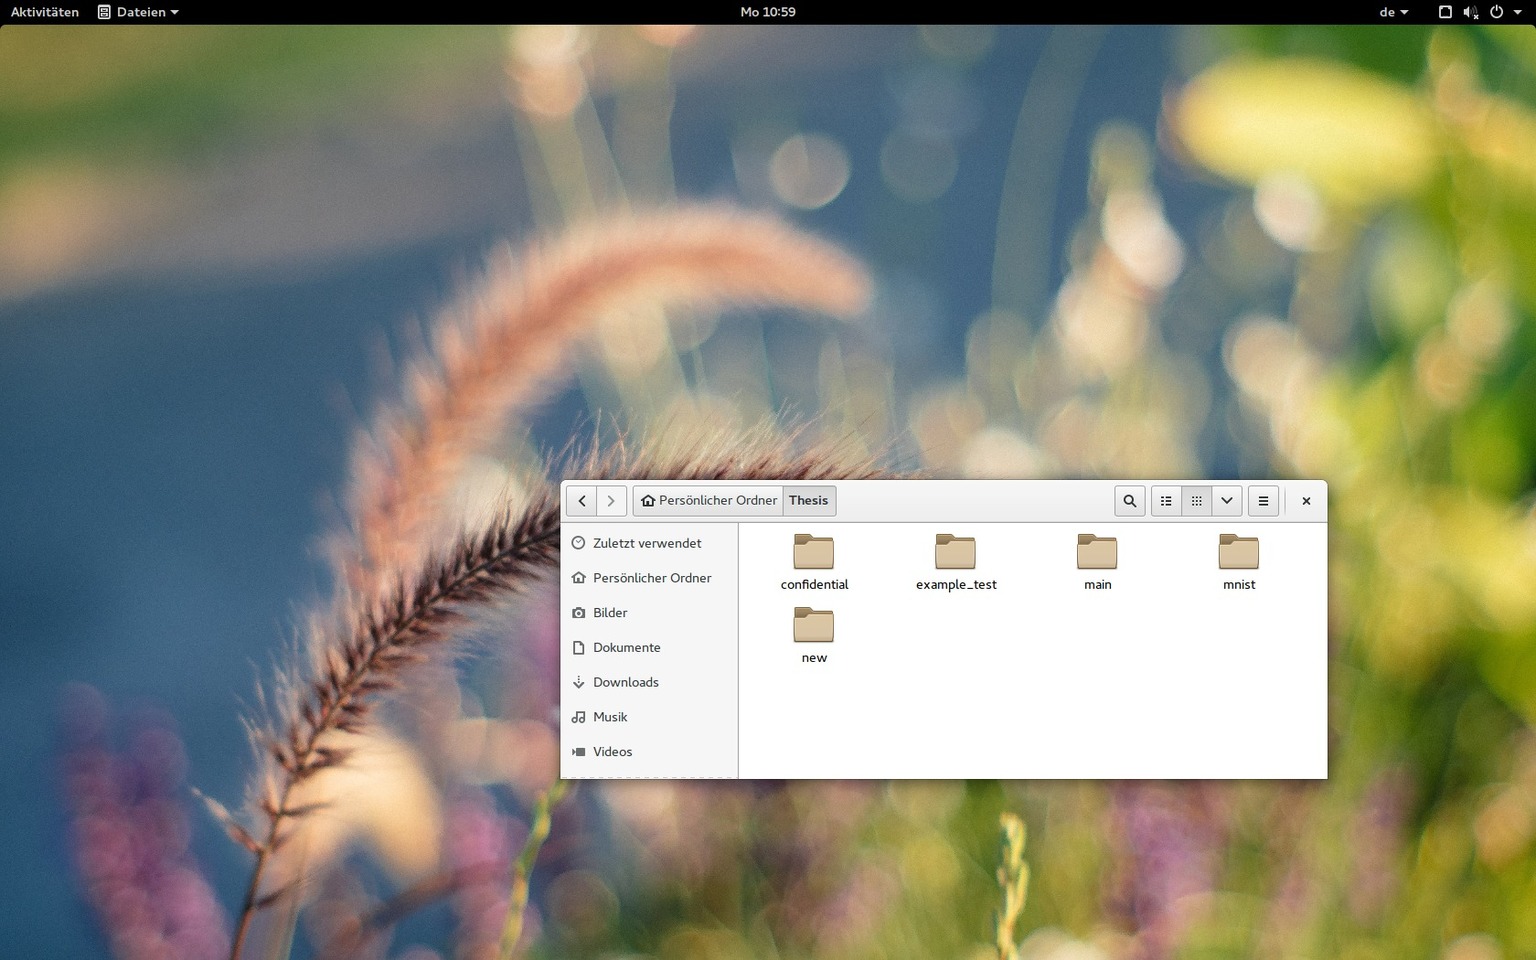 Aktivitäten Dateien Mo 10:59 de
Persönlicher Ordner Thesis
Zuletzt verwendet
Persönlicher Ordner
Bilder
Dokumente
Downloads
Musik
Videos
confidential example_test main mnist
new